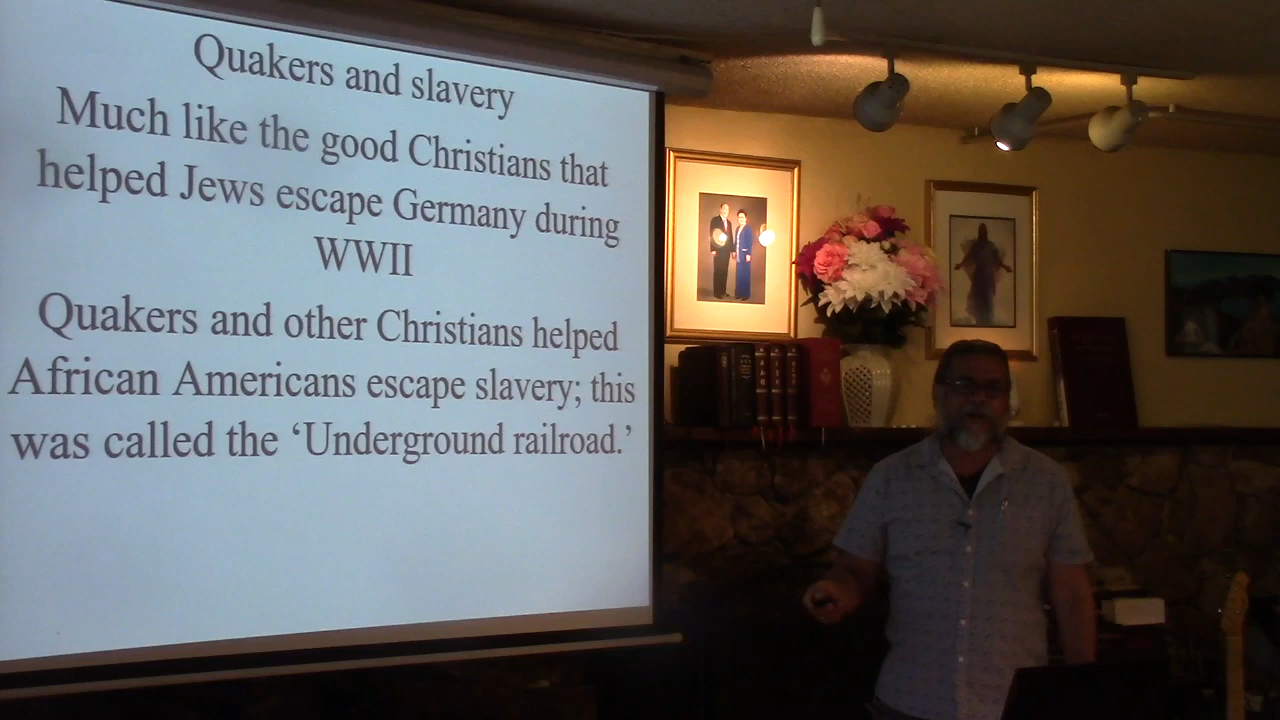 Quakers and slavery
Much like the good Christians that
helped Jews escape Germany during
WWII
Quakers and other Christians helped
African Americans escape slavery; this
was called the ‘Underground railroad.’